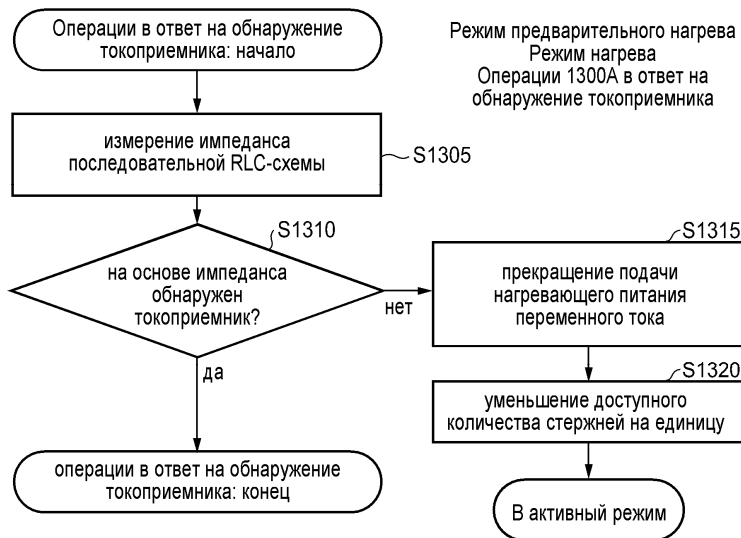 Операции в ответ на обнаружение
токоприемника: начало
Режим предварительного нагрева
Режим нагрева
Операции 1300A в ответ на
обнаружение токоприемника
измерение импеданса
последовательной RLC-схемы
S1305
S1310
на основе импеданса
обнаружен
токоприемник?
нет
да
S1315
прекращение подачи
нагревающего питания
переменного тока
S1320
уменьшение доступного
количества стержней на единицу
операции в ответ на обнаружение
токоприемника: конец
В активный режим